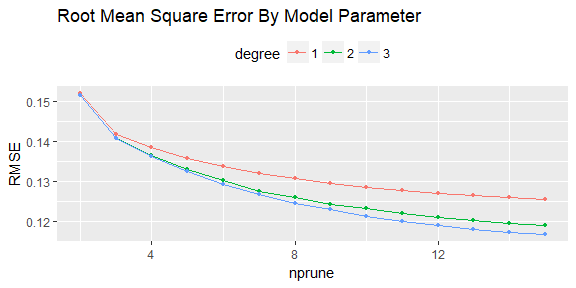 Root Mean Square Error By Model Parameter
degree 1 2 3
0.15
0.14
0.13
0.12
RMSE
4 8 12
nprune